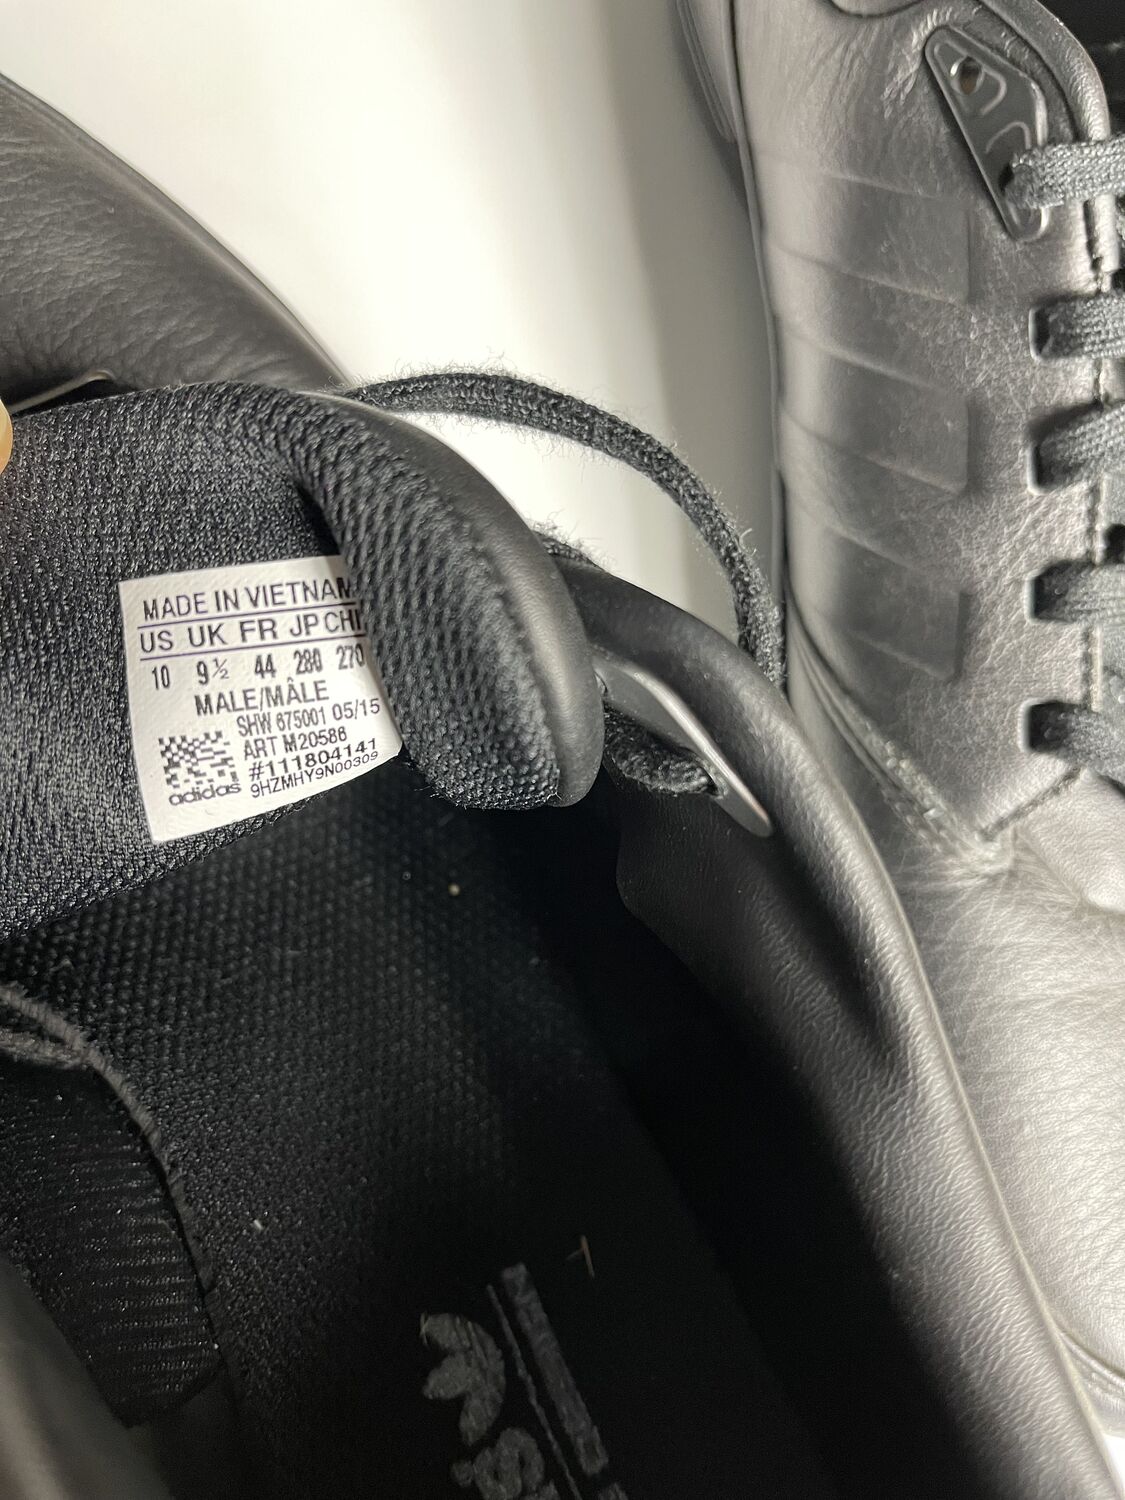 MADE IN VIETNAM
US UK FR JP CHI
10 9½ 44 280 270
MALE/MÂLE
SHW 675001 05/15
ART M20586
#111804141
9HZMHY9N00309
adidas